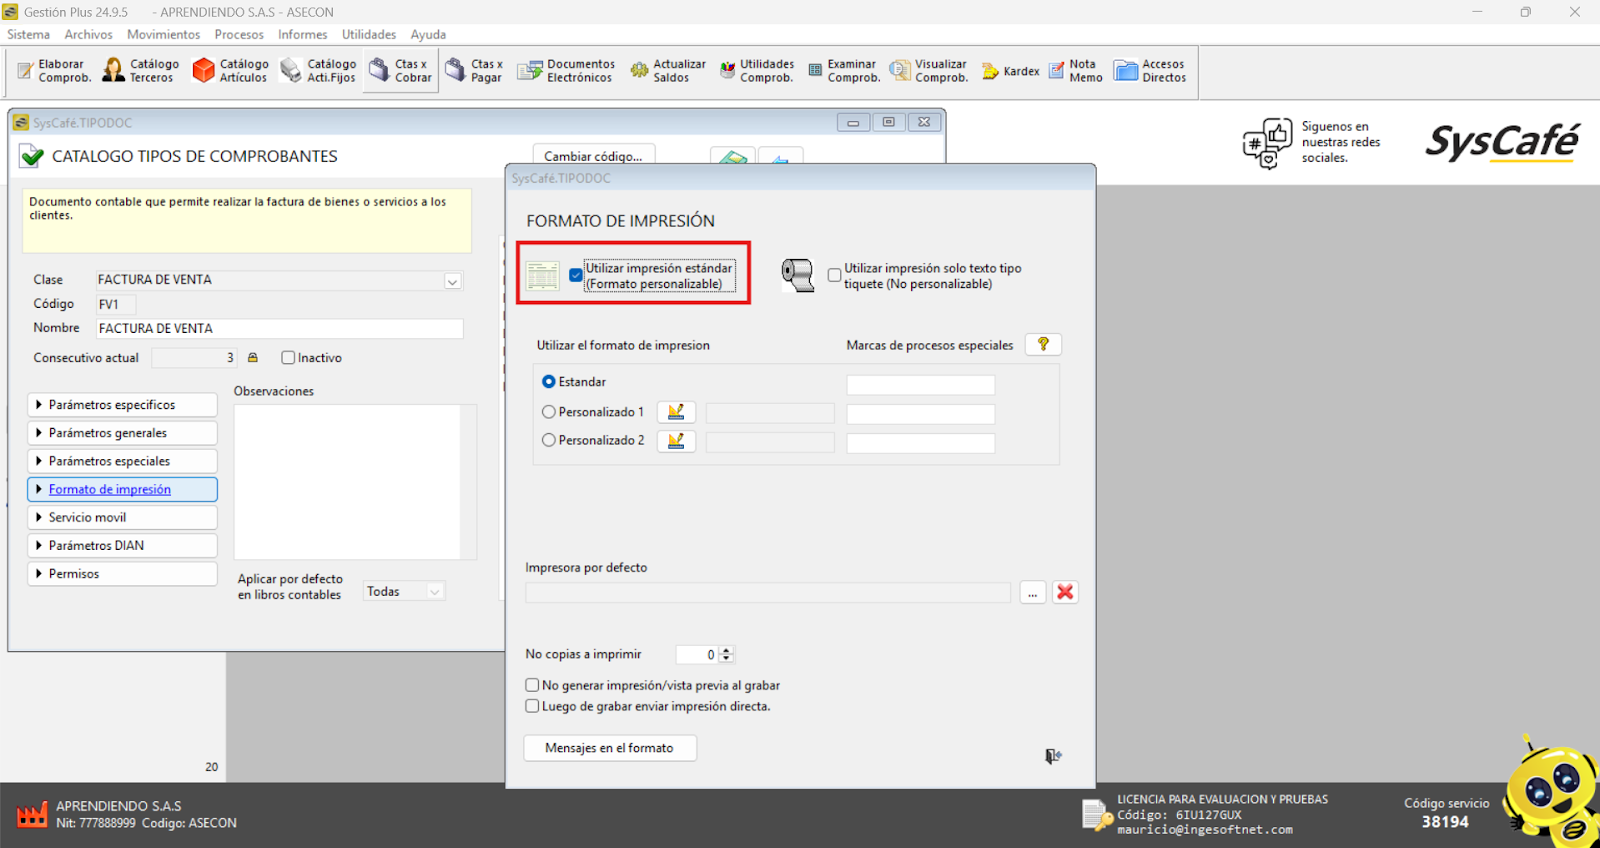 Gestión Plus 24.9.5 - APRENDIENDO S.A.S - ASECON
Sistema Archivos Movimientos Procesos Informes Utilidades Ayuda
Elaborar Comprob.
Catálogo Terceros
Catálogo Artículos
Catálogo Acti.Fijos
Ctas x Cobrar
Ctas x Pagar
Documentos Electrónicos
Actualizar Saldos
Utilidades Comprob.
Examinar Comprob.
Visualizar Comprob.
Kardex
Nota Memo
Accesos Directos
Siguenos en
nuestras redes
sociales.
SysCafé
SysCafé.TIPODOC
CATALOGO TIPOS DE COMPROBANTES
Cambiar código...
Documento contable que permite realizar la factura de bienes o servicios a los
clientes.
Clase FACTURA DE VENTA
Código FV1
Nombre FACTURA DE VENTA
Consecutivo actual 3 Inactivo
Parámetros especificos
Parámetros generales
Parámetros especiales
Formato de impresión
Servicio movil
Parámetros DIAN
Permisos
Observaciones
Aplicar por defecto
en libros contables
Todas
20
SysCafé.TIPODOC
FORMATO DE IMPRESIÓN
Utilizar impresión estándar
(Formato personalizable)
Utilizar impresión solo texto tipo
tiquete (No personalizable)
Utilizar el formato de impresion
Marcas de procesos especiales
?
Estandar
Personalizado 1
Personalizado 2
Impresora por defecto
...
No copias a imprimir 0
No generar impresión/vista previa al grabar
Luego de grabar enviar impresión directa.
Mensajes en el formato
APRENDIENDO S.A.S
Nit: 777888999 Codigo: ASECON
LICENCIA PARA EVALUACION Y PRUEBAS
Código: 6IU127GUX
mauricio@ingesoftnet.com
Código servicio
38194